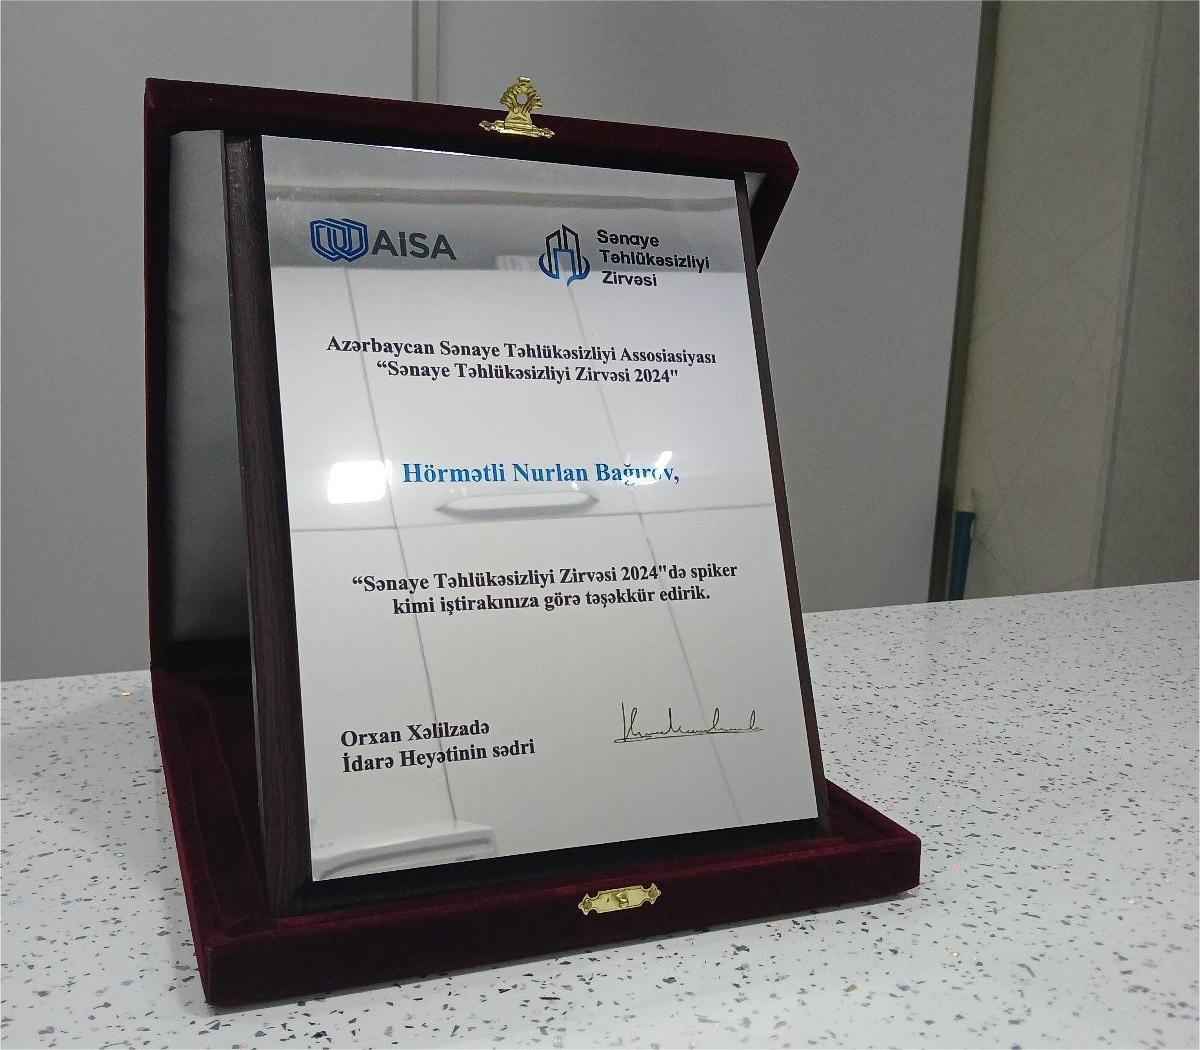 AISA
Sənaye
Təhlükəsizliyi
Zirvəsi
Azərbaycan Sənaye Təhlükəsizliyi Assosiasiyası
“Sənaye Təhlükəsizliyi Zirvəsi 2024"
Hörmətli Nurlan Bağırov,
“Sənaye Təhlükəsizliyi Zirvəsi 2024"də spiker
kimi iştirakınıza görə təşəkkür edirik.
Orxan Xəlilzadə
İdarə Heyətinin sədri